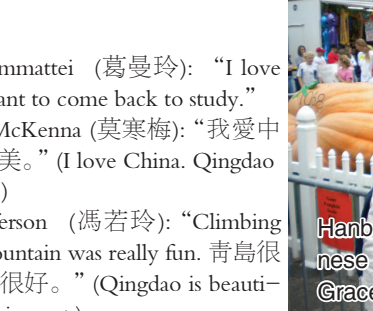 mmattei (葛曼玲): “I love
ant to come back to study.”
McKenna (莫寒梅): “我愛中
美。” (I love China. Qingdao
)
erson (馮若玲): “Climbing
ountain was really fun. 青島很
很好。” (Qingdao is beauti-
Hanb
nese
Grace